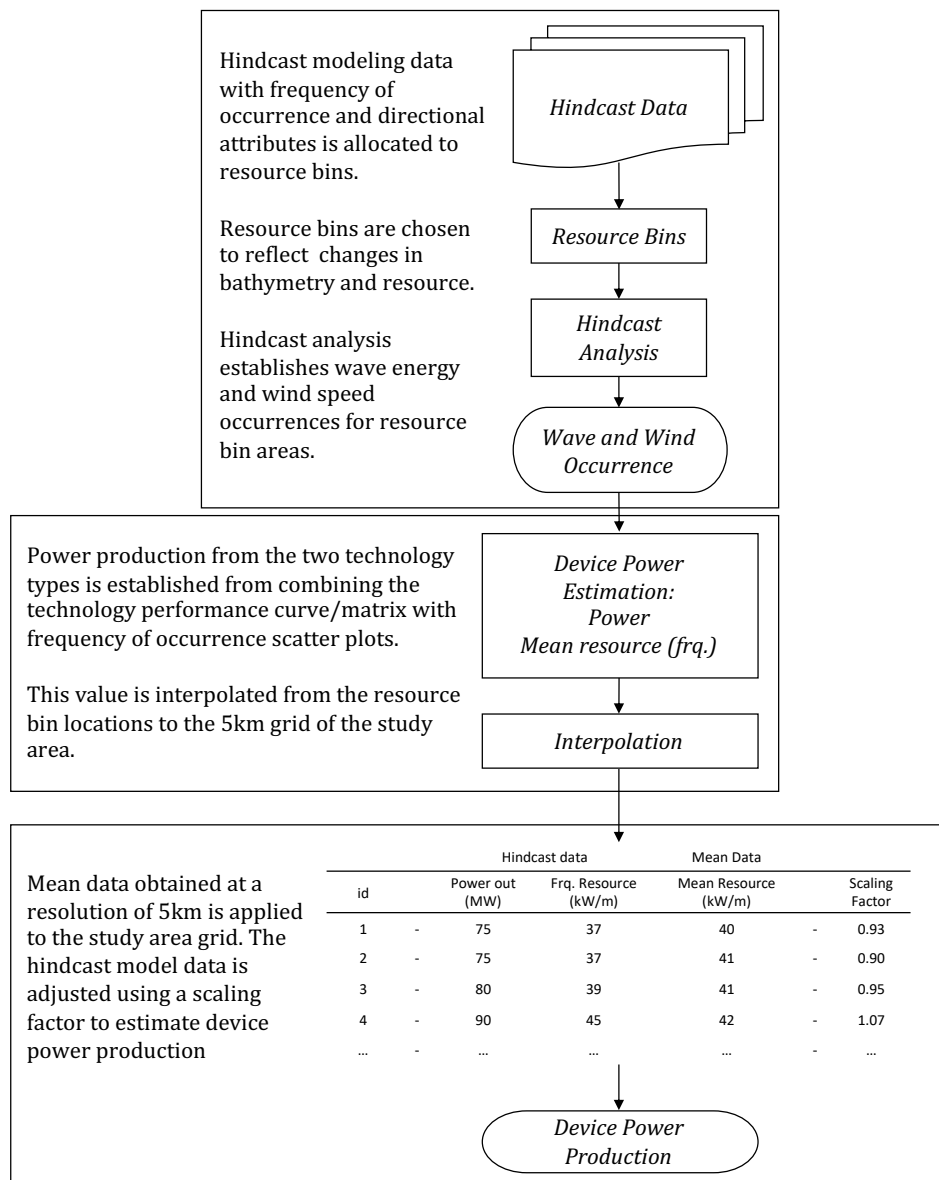 Hindcast modeling data
with frequency of
occurrence and directional
attributes is allocated to
resource bins.
Resource bins are chosen
to reflect  changes in
bathymetry and resource.
Hindcast analysis
establishes wave energy
and wind speed
occurrences for resource
bin areas.
Hindcast Data
Resource Bins
Hindcast
Analysis
Wave and Wind
Occurrence
Power production from the two technology
types is established from combining the
technology performance curve/matrix with
frequency of occurrence scatter plots.
This value is interpolated from the resource
bin locations to the 5km grid of the study
area.
Device Power
Estimation:
Power
Mean resource (frq.)
Interpolation
Mean data obtained at a
resolution of 5km is applied
to the study area grid. The
hindcast model data is
adjusted using a scaling
factor to estimate device
power production
Hindcast data Mean Data
id Power out (MW) Frq. Resource (kW/m) Mean Resource (kW/m) Scaling Factor
1 - 75 37 40 - 0.93
2 - 75 37 41 - 0.90
3 - 80 39 41 - 0.95
4 - 90 45 42 - 1.07
... - ... ... ... - ...
Device Power
Production